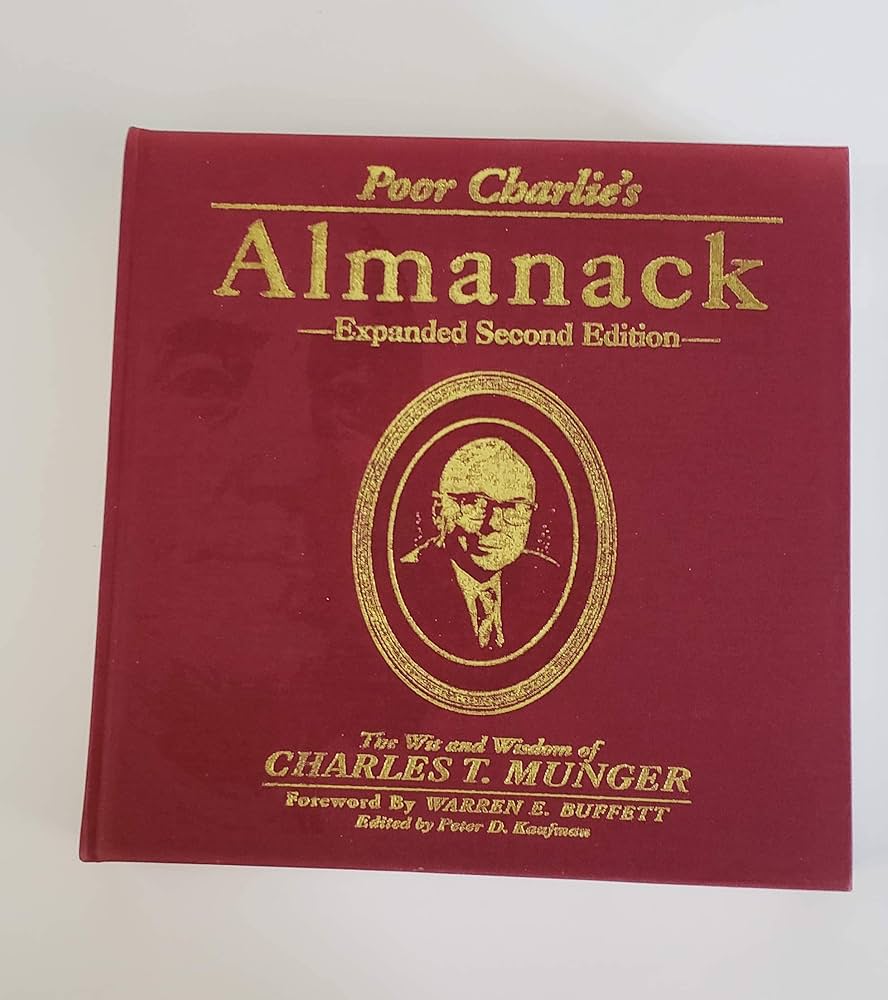 Poor Charlie's
Almanack
Expanded Second Edition
The Wit and Wisdom of
CHARLES T. MUNGER
Foreword By WARREN E. BUFFETT
Edited by Peter D. Kaufman